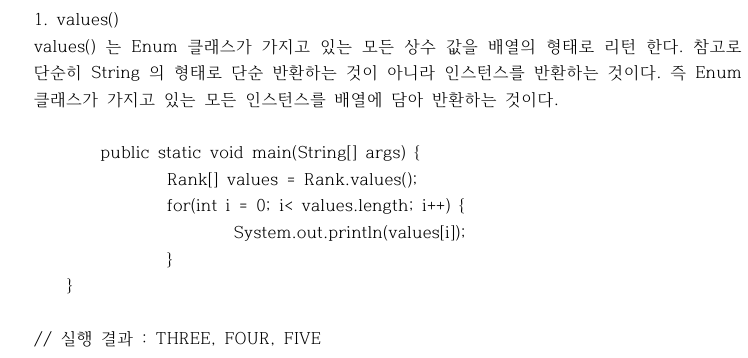 1. values()
values() 는 Enum 클래스가 가지고 있는 모든 상수 값을 배열의 형태로 리턴 한다. 참고로
단순히 String 의 형태로 단순 반환하는 것이 아니라 인스턴스를 반환하는 것이다. 즉 Enum
클래스가 가지고 있는 모든 인스턴스를 배열에 담아 반환하는 것이다.
public static void main(String[] args) {
Rank[] values = Rank.values();
for(int i = 0; i< values.length; i++) {
System.out.println(values[i]);
}
}
// 실행 결과 : THREE, FOUR, FIVE